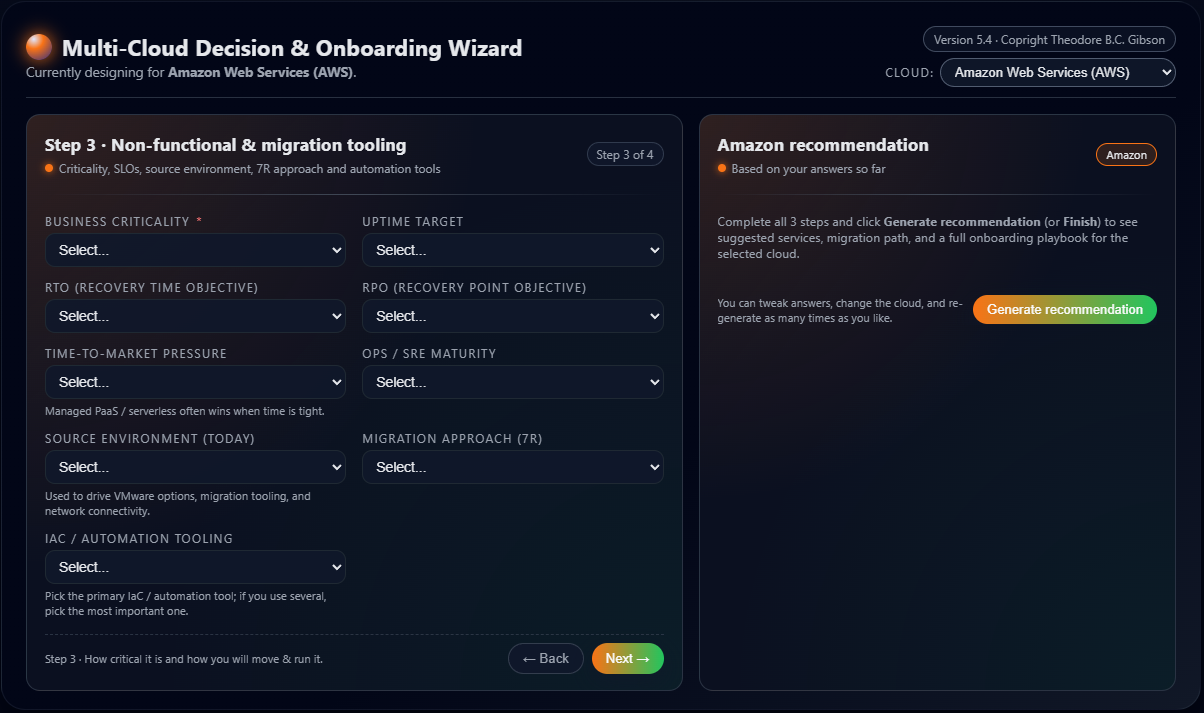 Multi-Cloud Decision & Onboarding Wizard
Currently designing for Amazon Web Services (AWS).
Version 5.4 · Copright Theodore B.C. Gibson
CLOUD: Amazon Web Services (AWS)
Step 3 · Non-functional & migration tooling
Criticality, SLOs, source environment, 7R approach and automation tools
Step 3 of 4
BUSINESS CRITICALITY *
Select...
UPTIME TARGET
Select...
RTO (RECOVERY TIME OBJECTIVE)
Select...
RPO (RECOVERY POINT OBJECTIVE)
Select...
TIME-TO-MARKET PRESSURE
Select...
Managed PaaS / serverless often wins when time is tight.
OPS / SRE MATURITY
Select...
SOURCE ENVIRONMENT (TODAY)
Select...
Used to drive VMware options, migration tooling, and
network connectivity.
MIGRATION APPROACH (7R)
Select...
IAC / AUTOMATION TOOLING
Select...
Pick the primary IaC / automation tool; if you use several,
pick the most important one.
Step 3 · How critical it is and how you will move & run it.
← Back
Next →
Amazon recommendation
Based on your answers so far
Amazon
Complete all 3 steps and click Generate recommendation (or Finish) to see
suggested services, migration path, and a full onboarding playbook for the
selected cloud.
You can tweak answers, change the cloud, and re-
generate as many times as you like.
Generate recommendation